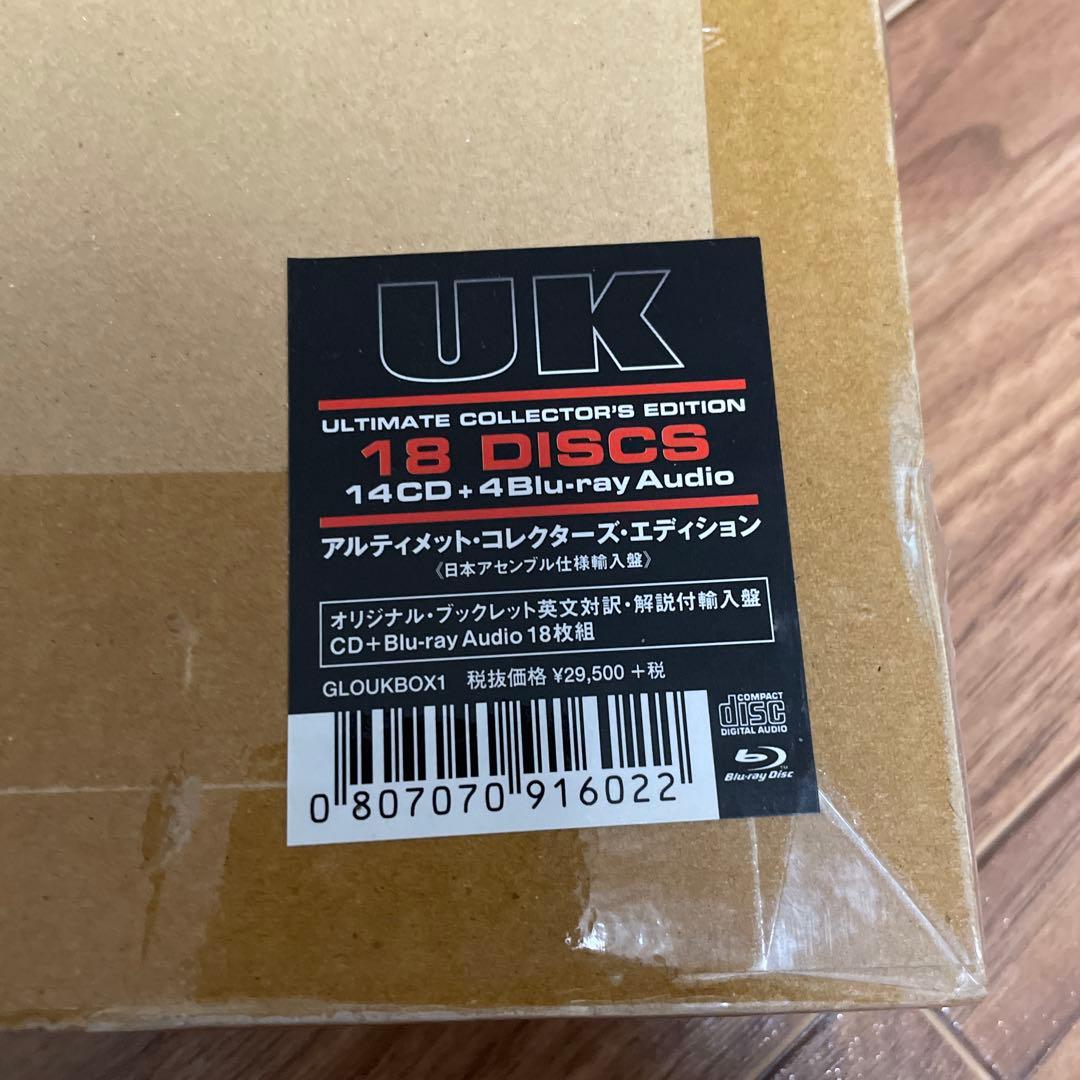 UK
ULTIMATE COLLECTOR'S EDITION
18 DISCS
14CD + 4Blu-ray Audio
アルティメット・コレクターズ・エディション
《日本アセンブル仕様輸入盤》
オリジナル・ブックレット英文対訳・解説付輸入盤
CD+Blu-ray Audio 18枚組
GLOUKBOX1 税抜価格 ¥29,500 +税
COMPACT
disc
DIGITAL AUDIO
Blu-ray Disc™
0 807070 916022